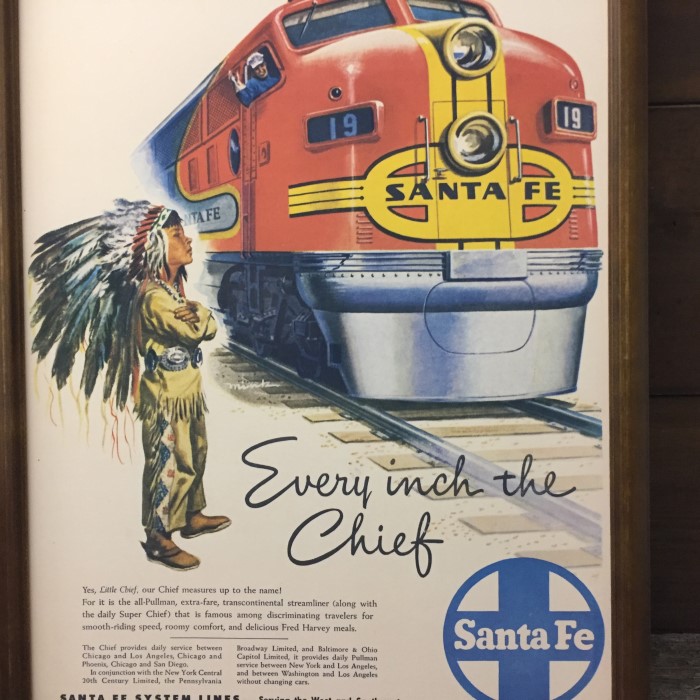 19
19
SANTA FE
NTA FE
mintz
Every inch the
Chief
Yes, Little Chief, our Chief measures up to the name!
For it is the all-Pullman, extra-fare, transcontinental streamliner (along with
the daily Super Chief) that is famous among discriminating travelers for
smooth-riding speed, roomy comfort, and delicious Fred Harvey meals.
The Chief provides daily service between
Chicago and Los Angeles, Chicago and
Phoenix, Chicago and San Diego.
In conjunction with the New York Central
20th Century Limited, the Pennsylvania
Broadway Limited, and Baltimore & Ohio
Capitol Limited, it provides daily Pullman
service between New York and Los Angeles,
and between Washington and Los Angeles
without changing cars.
Santa Fe
SANTA FE SYSTEM LINES
Serving the West and